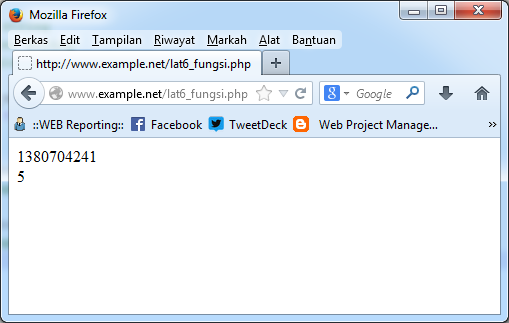 Mozilla Firefox
Berkas Edit Tampilan Riwayat Markah Alat Bantuan
http://www.example.net/lat6_fungsi.php
www.example.net/lat6_fungsi.php Google
::WEB Reporting:: Facebook TweetDeck Web Project Manage... »
1380704241
5